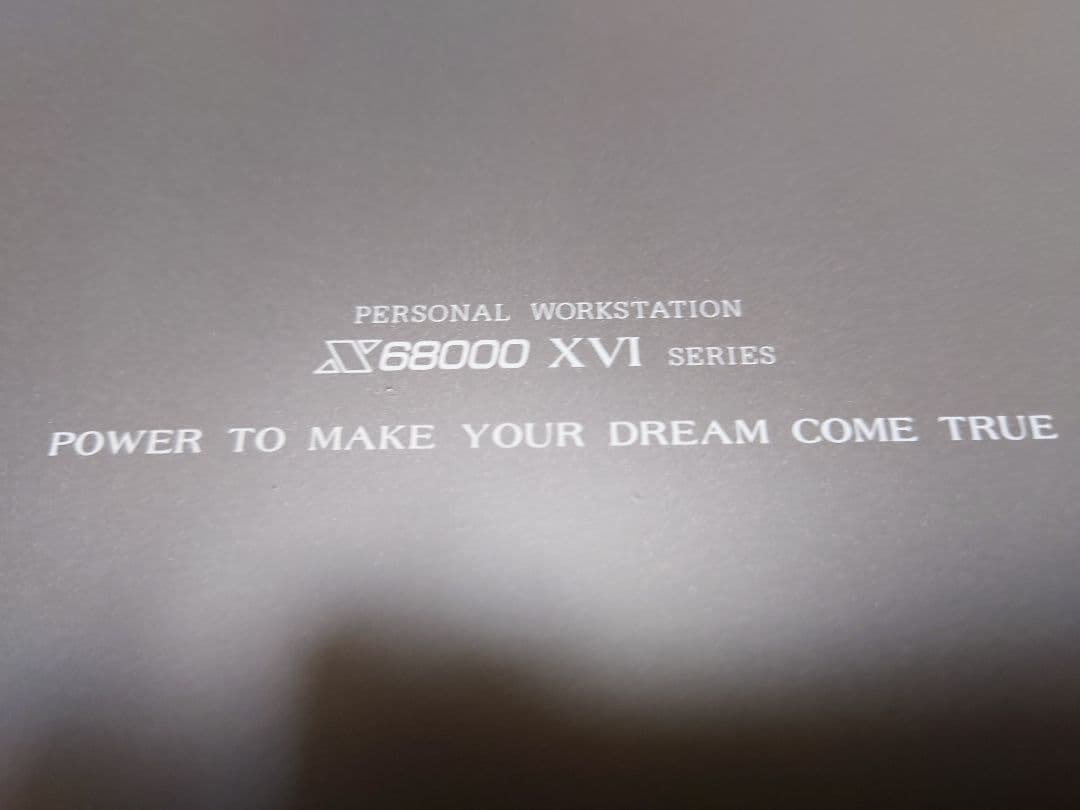 PERSONAL WORKSTATION
X68000 XVI SERIES
POWER TO MAKE YOUR DREAM COME TRUE